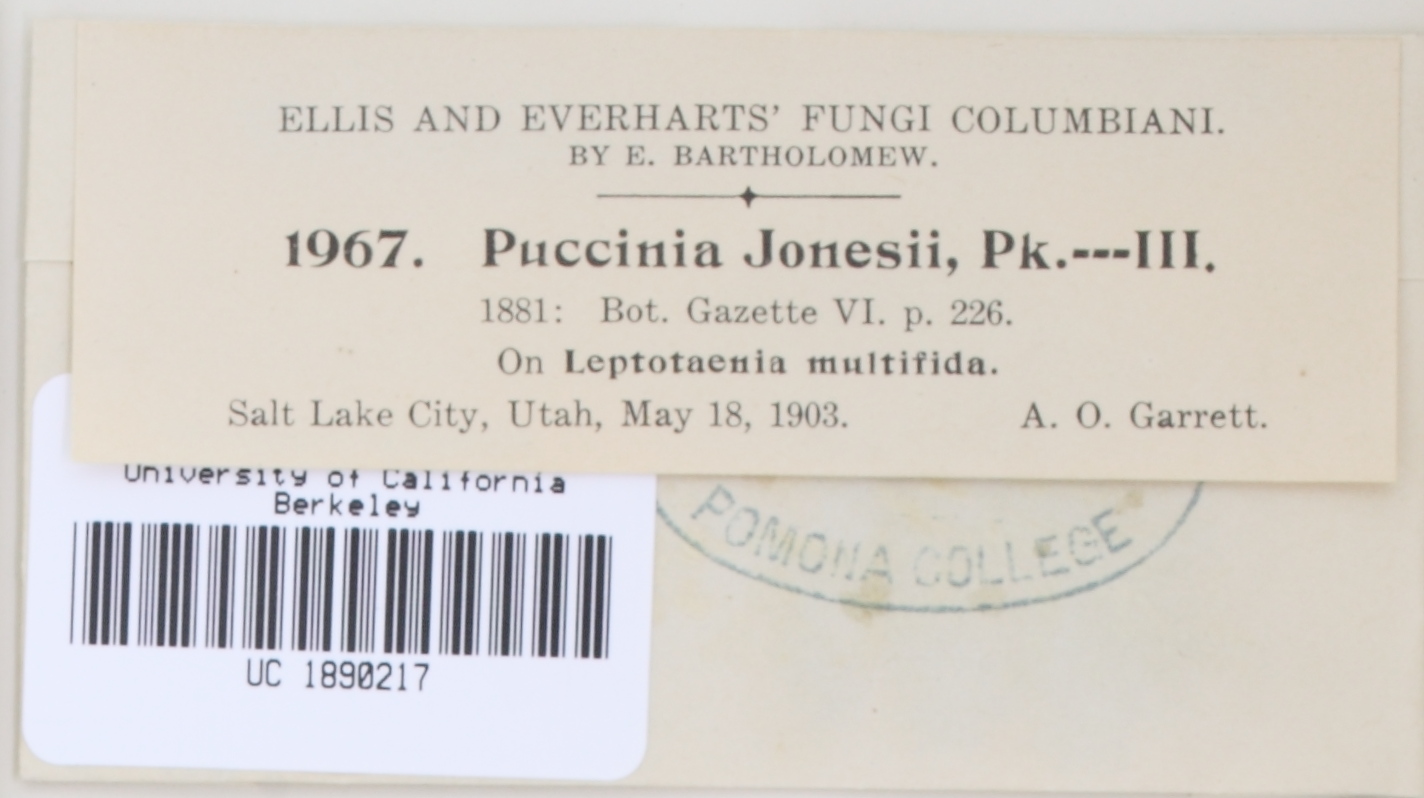 ELLIS AND EVERHARTS' FUNGI COLUMBIANI.
BY E. BARTHOLOMEW.
1967. Puccinia Jonesii, Pk.---III.
1881: Bot. Gazette VI. p. 226.
On Leptotaenia multifida.
Salt Lake City, Utah, May 18, 1903. A. O. Garrett.
University of California
Berkeley
UC 1890217
POMONA COLLEGE